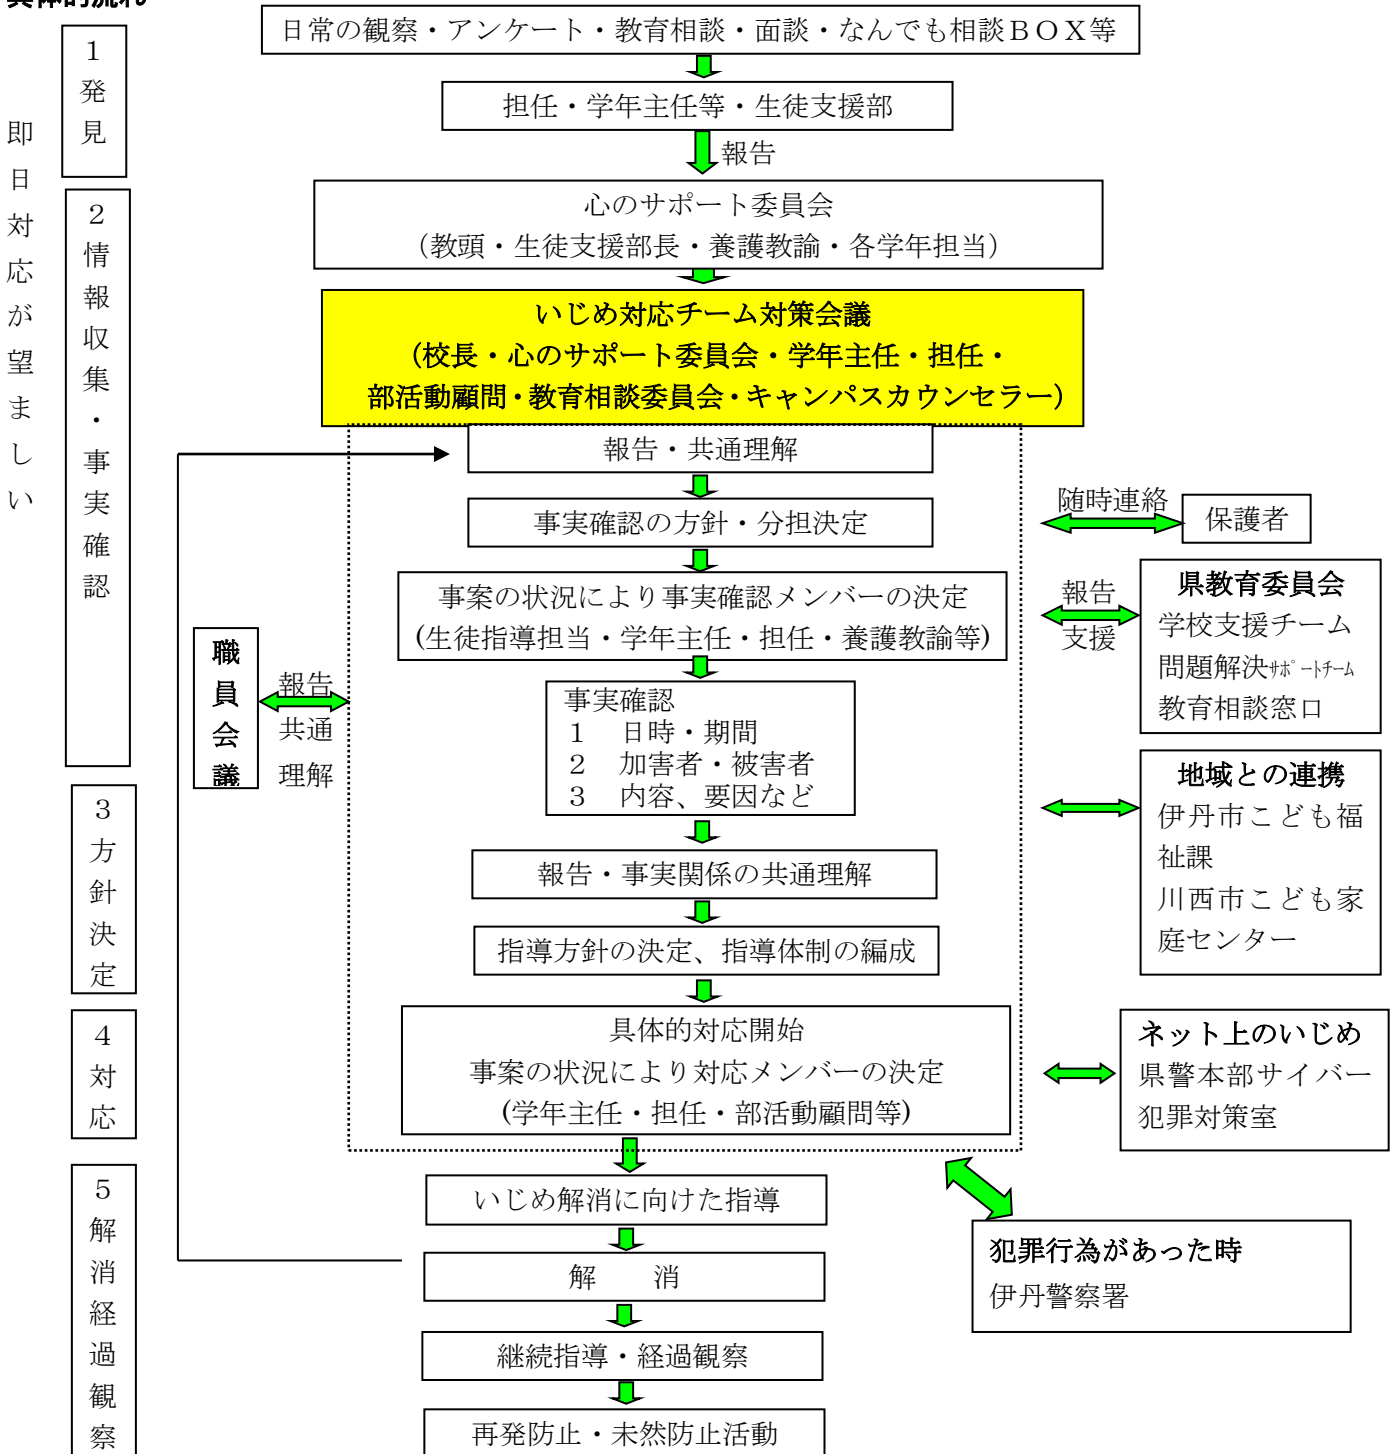 具体的流れ
日常の観察・アンケート・教育相談・面談・なんでも相談ＢＯＸ等
１発見
担任・学年主任等・生徒支援部
即日対応が望ましい
報告
２情報収集・事実確認
心のサポート委員会
（教頭・生徒支援部長・養護教諭・各学年担当）
いじめ対応チーム対策会議
（校長・心のサポート委員会・学年主任・担任・
部活動顧問・教育相談委員会・キャンパスカウンセラー）
報告・共通理解
事実確認の方針・分担決定
随時連絡
保護者
事案の状況により事実確認メンバーの決定
(生徒指導担当・学年主任・担任・養護教諭等)
報告
支援
県教育委員会
学校支援チーム
問題解決ｻﾎﾟｰﾄﾁｰﾑ
教育相談窓口
職員会議
報告
共通
理解
事実確認
１　日時・期間
２　加害者・被害者
３　内容、要因など
地域との連携
伊丹市こども福
祉課
川西市こども家
庭センター
３方針決定
報告・事実関係の共通理解
指導方針の決定、指導体制の編成
４対応
具体的対応開始
事案の状況により対応メンバーの決定
(学年主任・担任・部活動顧問等)
ネット上のいじめ
県警本部サイバー
犯罪対策室
５解消経過観察
いじめ解消に向けた指導
犯罪行為があった時
伊丹警察署
解　　消
継続指導・経過観察
再発防止・未然防止活動